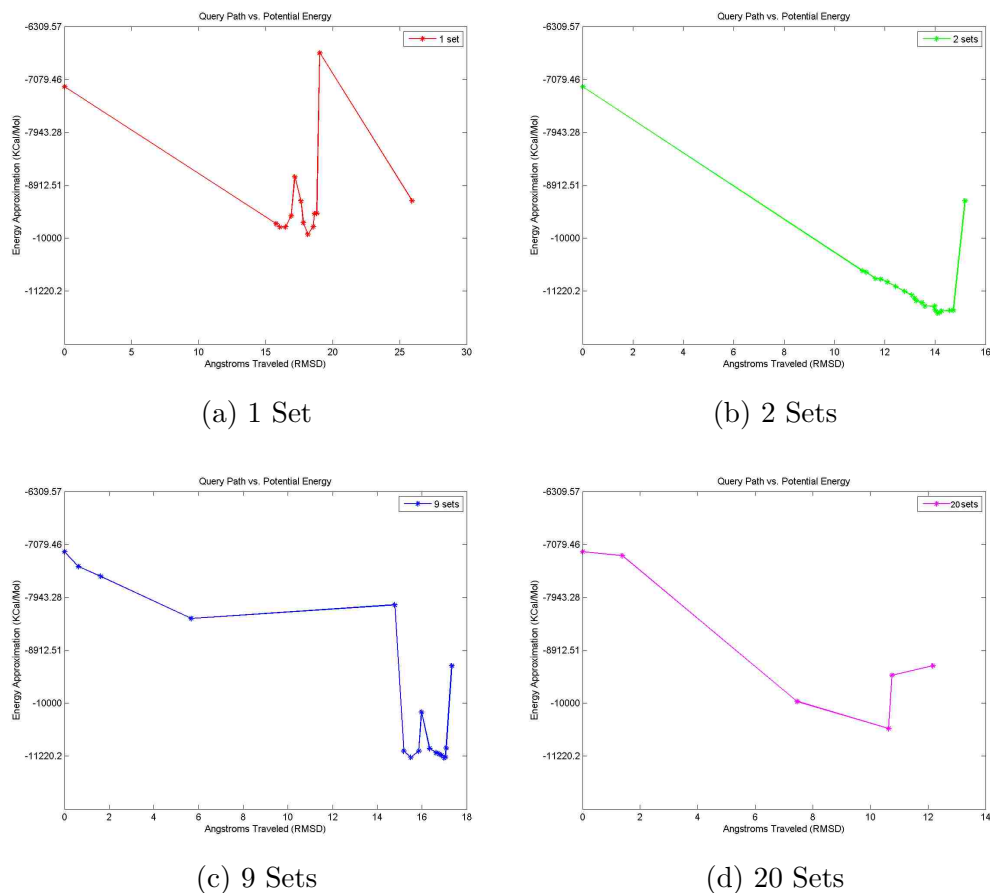 Query Path vs. Potential Energy
1 set
-6309.57
-7079.46
-7943.28
-8912.51
-10000
-11220.2
Energy Approximation (KCal/Mol)
0 5 10 15 20 25 30
Angstroms Traveled (RMSD)
(a) 1 Set
Query Path vs. Potential Energy
2 sets
-6309.57
-7079.46
-7943.28
-8912.51
-10000
-11220.2
Energy Approximation (KCal/Mol)
0 2 4 6 8 10 12 14 16
Angstroms Traveled (RMSD)
(b) 2 Sets
Query Path vs. Potential Energy
9 sets
-6309.57
-7079.46
-7943.28
-8912.51
-10000
-11220.2
Energy Approximation (KCal/Mol)
0 2 4 6 8 10 12 14 16 18
Angstroms Traveled (RMSD)
(c) 9 Sets
Query Path vs. Potential Energy
20 sets
-6309.57
-7079.46
-7943.28
-8912.51
-10000
-11220.2
Energy Approximation (KCal/Mol)
0 2 4 6 8 10 12 14
Angstroms Traveled (RMSD)
(d) 20 Sets